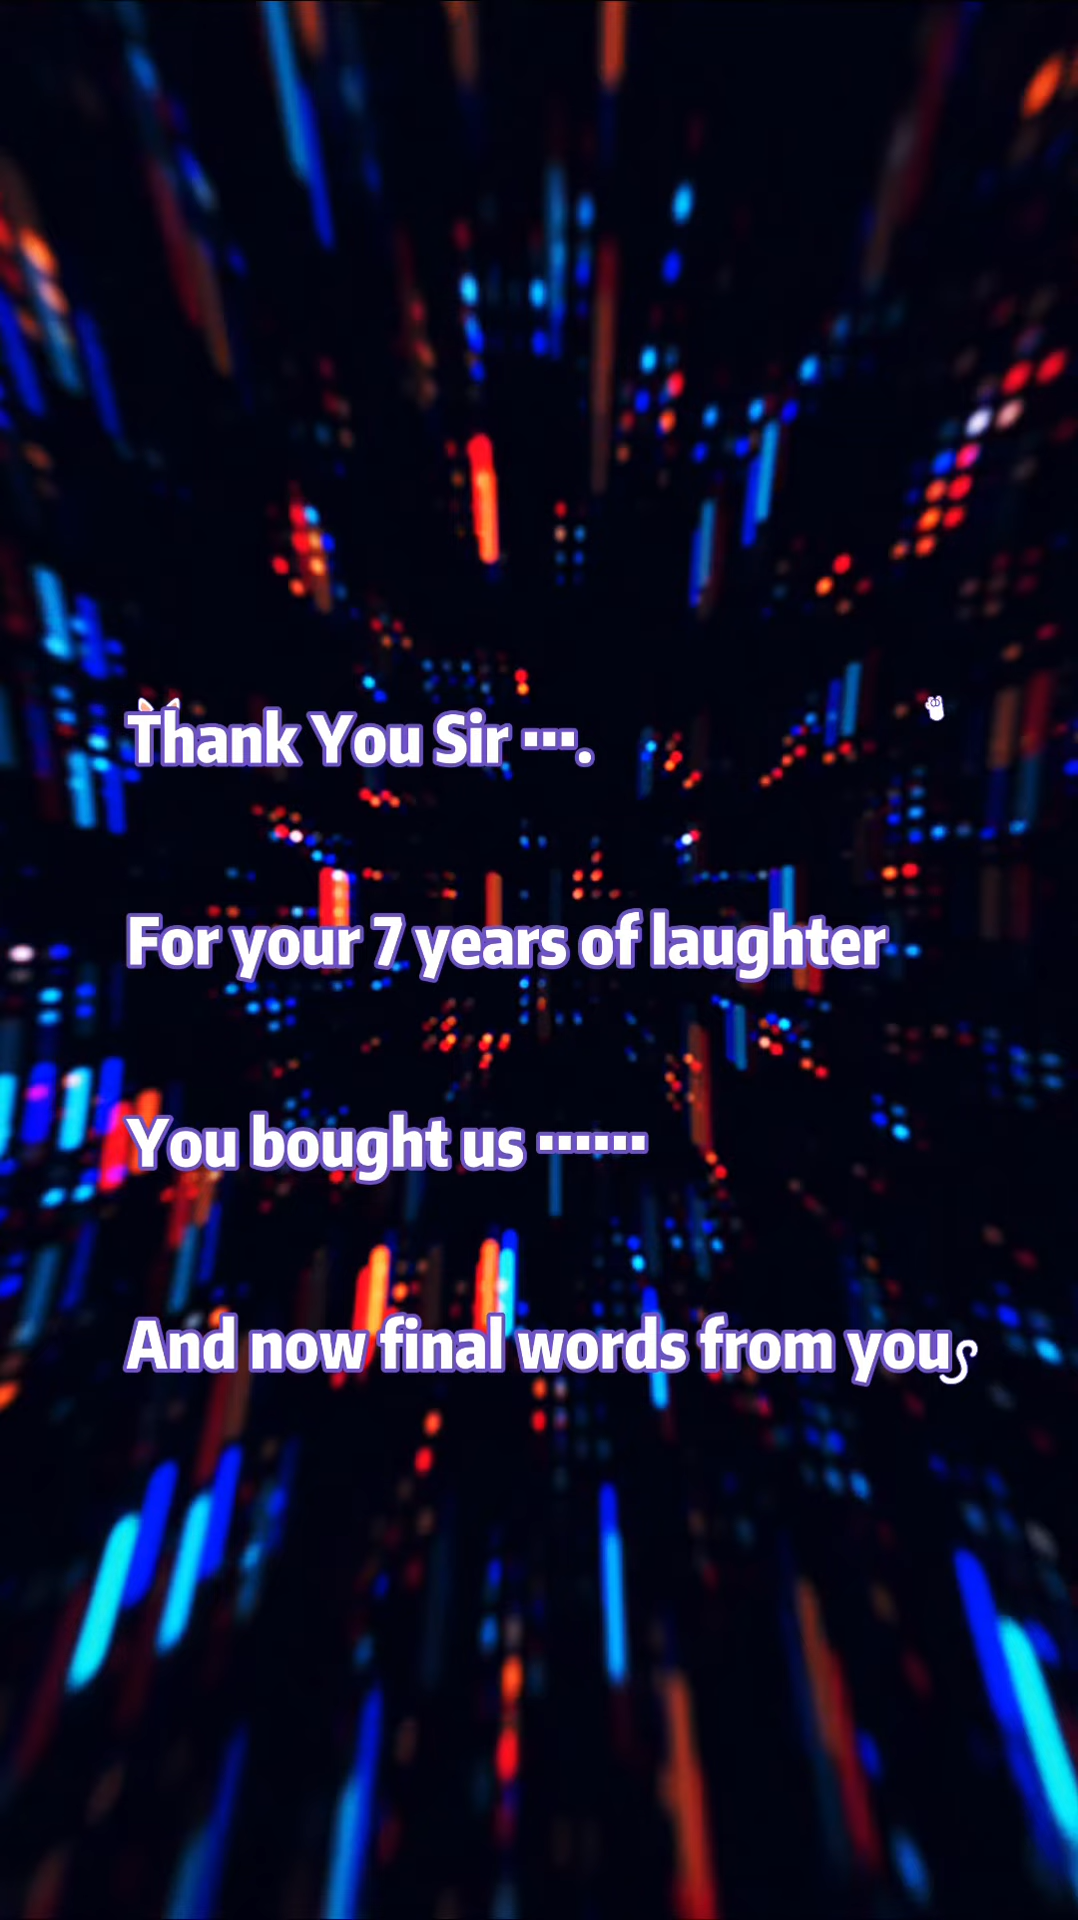 Thank You Sir ···.
For your 7 years of laughter
You bought us ······
And now final words from you